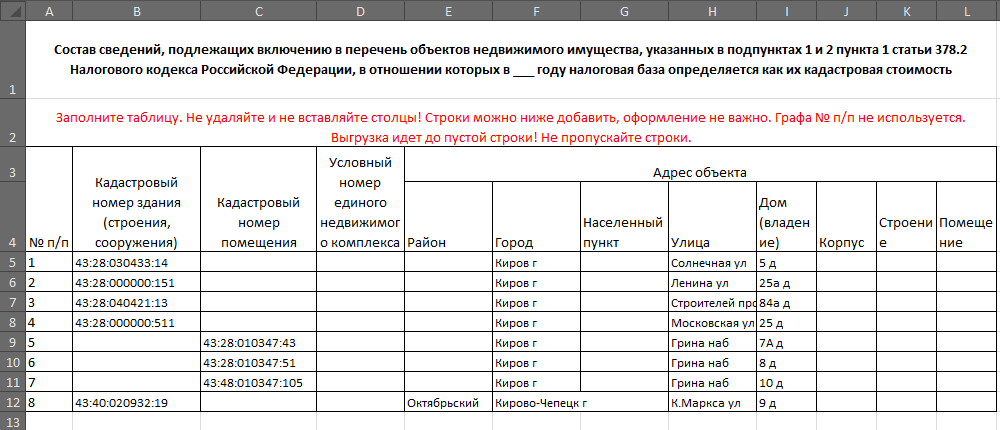 A B C D E F G H I J K L
1 Состав сведений, подлежащих включению в перечень объектов недвижимого имущества, указанных в подпунктах 1 и 2 пункта 1 статьи 378.2
Налогового кодекса Российской Федерации, в отношении которых в ___ году налоговая база определяется как их кадастровая стоимость
2 Заполните таблицу. Не удаляйте и не вставляйте столцы! Строки можно ниже добавить, оформление не важно. Графа № п/п не используется.
Выгрузка идет до пустой строки! Не пропускайте строки.
3 Адрес объекта
4 № п/п
Кадастровый
номер здания
(строения,
сооружения)
Кадастровый
номер
помещения
Условный
номер
единого
недвижимог
о комплекса
Район
Город
Населенный
пункт
Улица
Дом
(владен
ие)
Корпус
Строени
е
Помеще
ние
5 1 43:28:030433:14 Киров г Солнечная ул 5 д
6 2 43:28:000000:151 Киров г Ленина ул 25а д
7 3 43:28:040421:13 Киров г Строителей про 84а д
8 4 43:28:000000:511 Киров г Московская ул 25 д
9 5 43:28:010347:43 Киров г Грина наб 7А д
10 6 43:28:010347:51 Киров г Грина наб 8 д
11 7 43:48:010347:105 Киров г Грина наб 10 д
12 8 43:40:020932:19 Октябрьский Кирово-Чепецк г К.Маркса ул 9 д
13